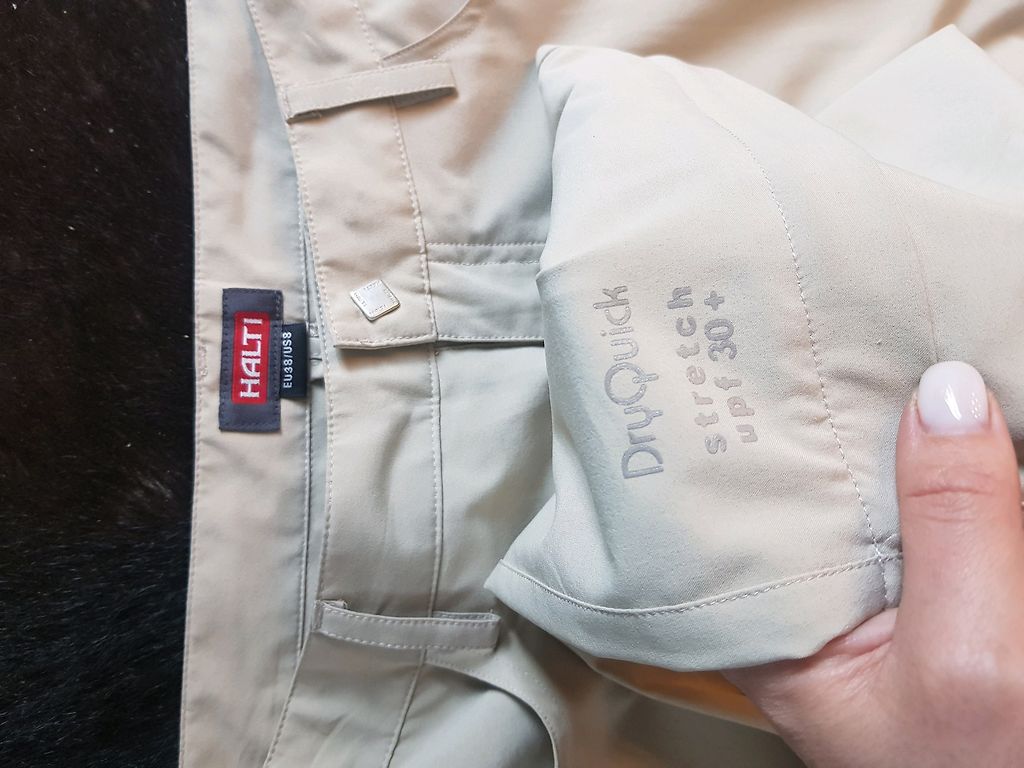 HALTI
EU38/US8
DryQuick
stretch
upf 30+